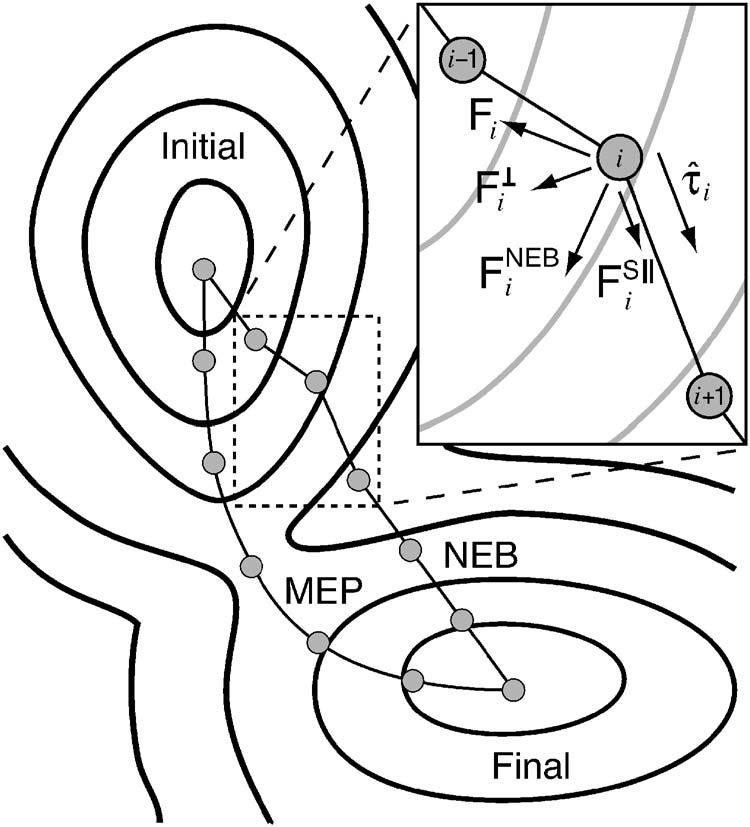 Initial
i–1
i
i+1
F_i
F_i^⊥
F_i^NEB
F_i^S∥
τ̂_i
NEB
MEP
Final